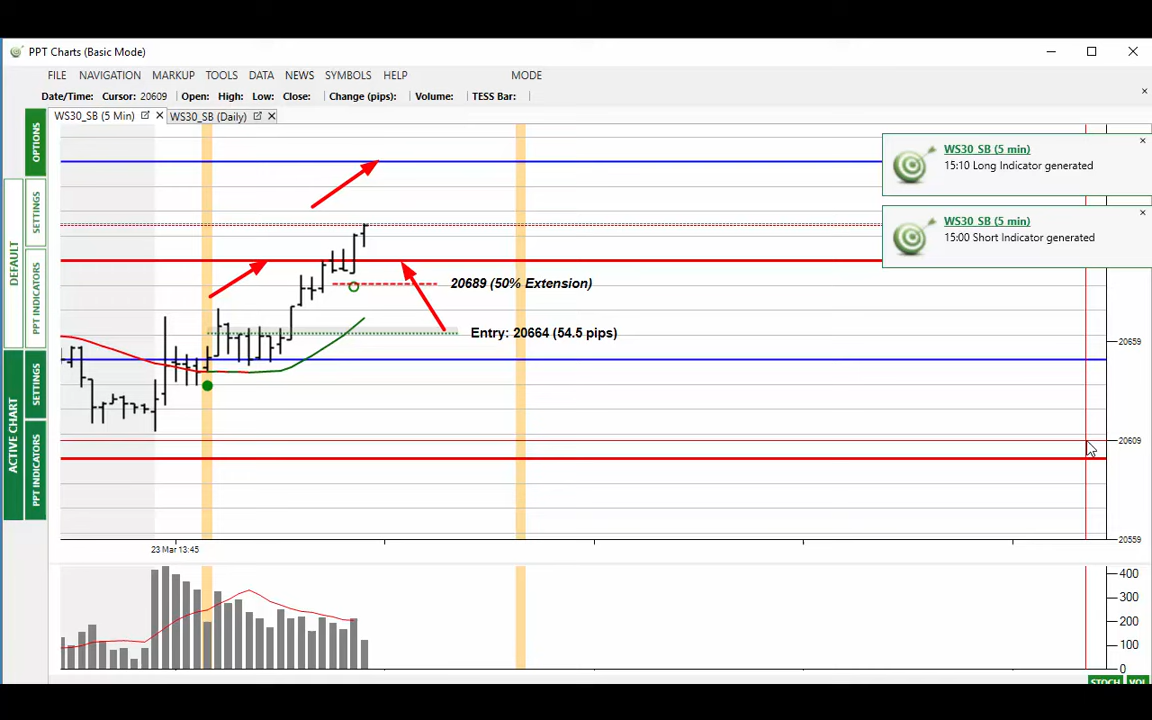 PPT Charts (Basic Mode)
FILE NAVIGATION MARKUP TOOLS DATA NEWS SYMBOLS HELP MODE
Date/Time: Cursor: 20609 Open: High: Low: Close: Change (pips): Volume: TESS Bar:
WS30_SB (5 Min) WS30_SB (Daily)
OPTIONS
SETTINGS
DEFAULT
PPT INDICATORS
SETTINGS
ACTIVE CHART
PPT INDICATORS
WS30_SB (5 min)
15:10 Long Indicator generated
WS30_SB (5 min)
15:00 Short Indicator generated
20689 (50% Extension)
Entry: 20664 (54.5 pips)
20659
20609
20559
23 Mar 13:45
400
300
200
100
0
STOCH VOL